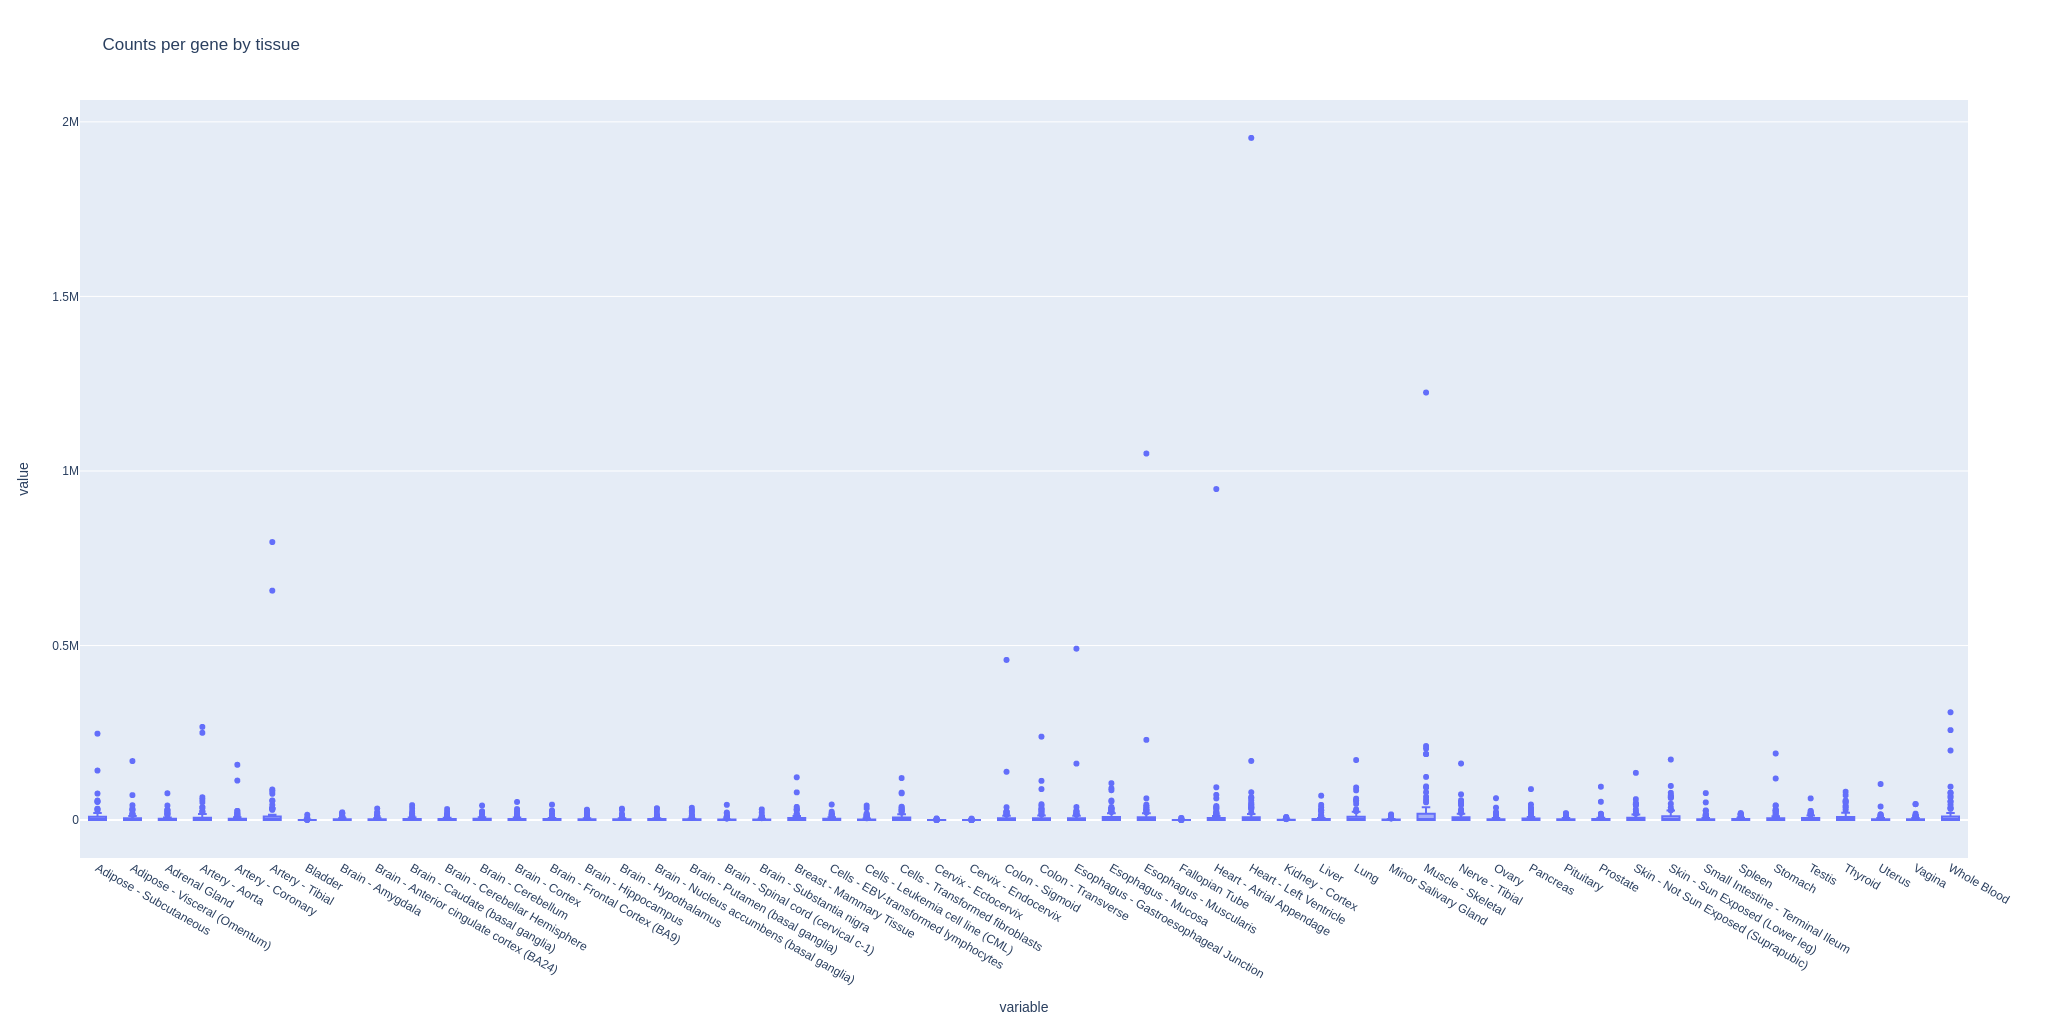 Counts per gene by tissue
2M
1.5M
1M
0.5M
0
value
Adipose - Subcutaneous
Adipose - Visceral (Omentum)
Adrenal Gland
Artery - Aorta
Artery - Coronary
Artery - Tibial
Bladder
Brain - Amygdala
Brain - Anterior cingulate cortex (BA24)
Brain - Caudate (basal ganglia)
Brain - Cerebellar Hemisphere
Brain - Cerebellum
Brain - Cortex
Brain - Frontal Cortex (BA9)
Brain - Hippocampus
Brain - Hypothalamus
Brain - Nucleus accumbens (basal ganglia)
Brain - Putamen (basal ganglia)
Brain - Spinal cord (cervical c-1)
Brain - Substantia nigra
Breast - Mammary Tissue
Cells - EBV-transformed lymphocytes
Cells - Leukemia cell line (CML)
Cells - Transformed fibroblasts
Cervix - Ectocervix
Cervix - Endocervix
Colon - Sigmoid
Colon - Transverse
Esophagus - Gastroesophageal Junction
Esophagus - Mucosa
Esophagus - Muscularis
Fallopian Tube
Heart - Atrial Appendage
Heart - Left Ventricle
Kidney - Cortex
Liver
Lung
Minor Salivary Gland
Muscle - Skeletal
Nerve - Tibial
Ovary
Pancreas
Pituitary
Prostate
Skin - Not Sun Exposed (Suprapubic)
Skin - Sun Exposed (Lower leg)
Small Intestine - Terminal Ileum
Spleen
Stomach
Testis
Thyroid
Uterus
Vagina
Whole Blood
variable